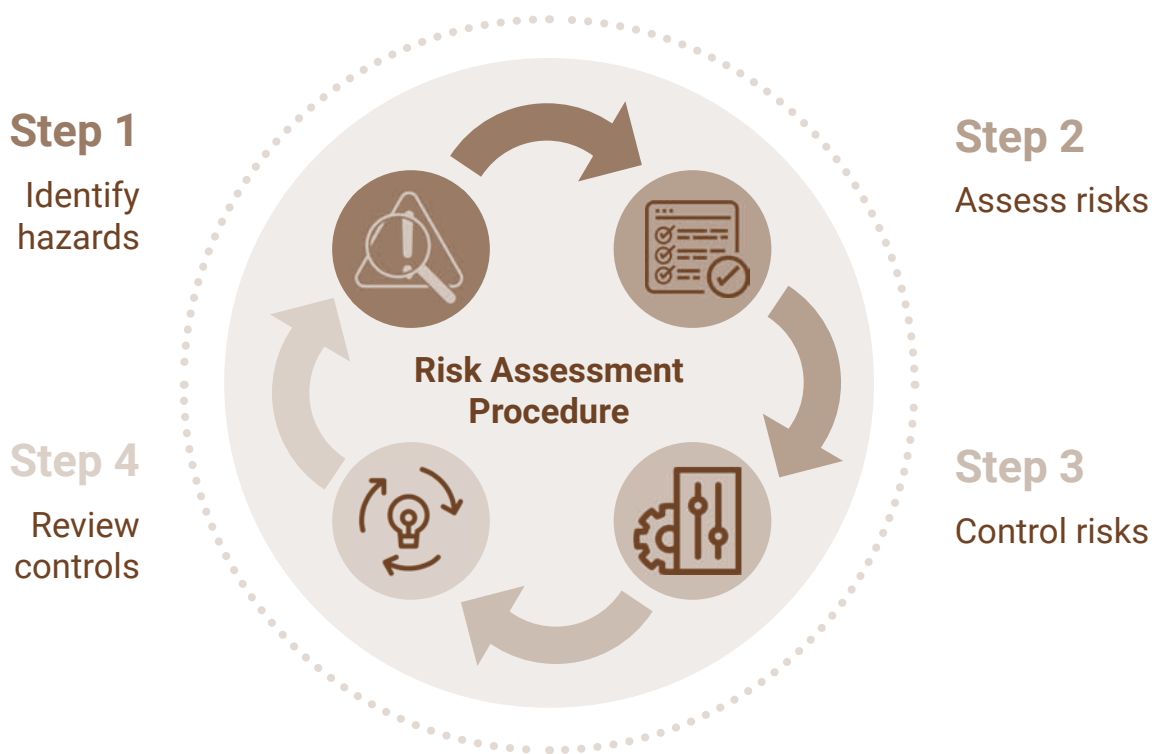 Step 1
Identify
hazards
Step 2
Assess risks
Risk Assessment
Procedure
Step 3
Control risks
Step 4
Review
controls